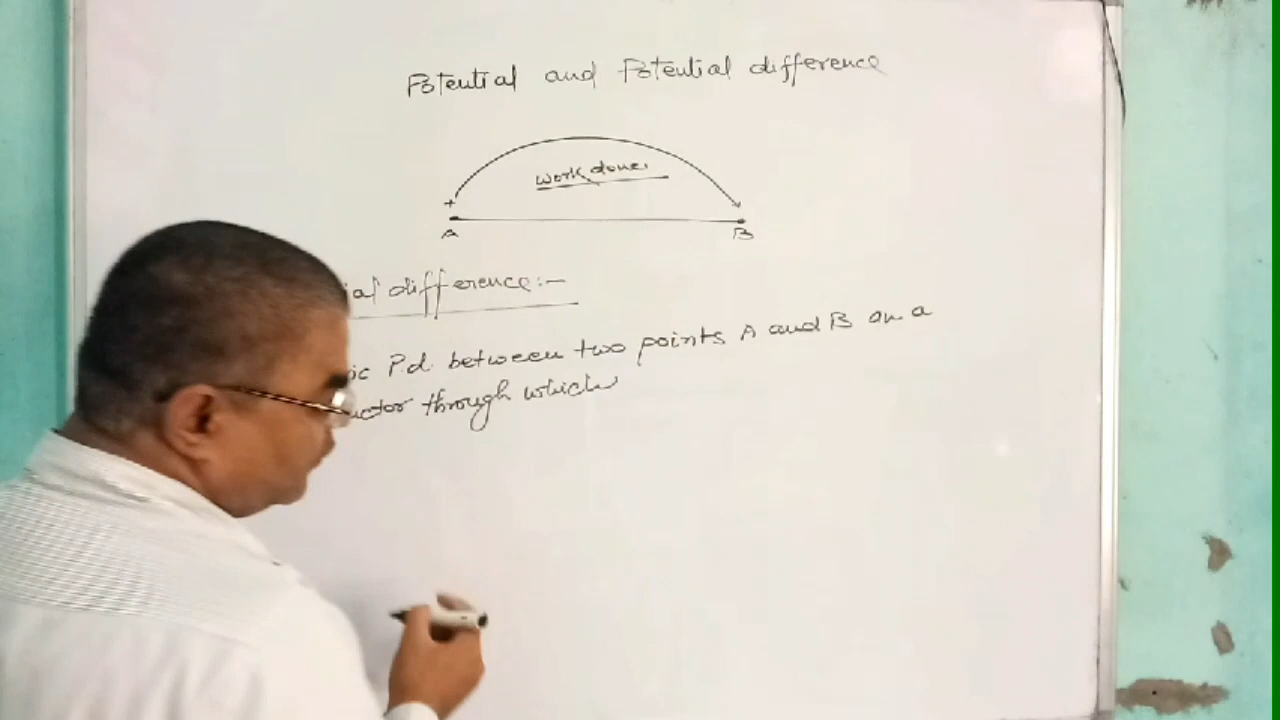 Potential and Potential difference
work done.
+
A B
ial difference:-
ic P.d. between two points A and B on a
uctor through which